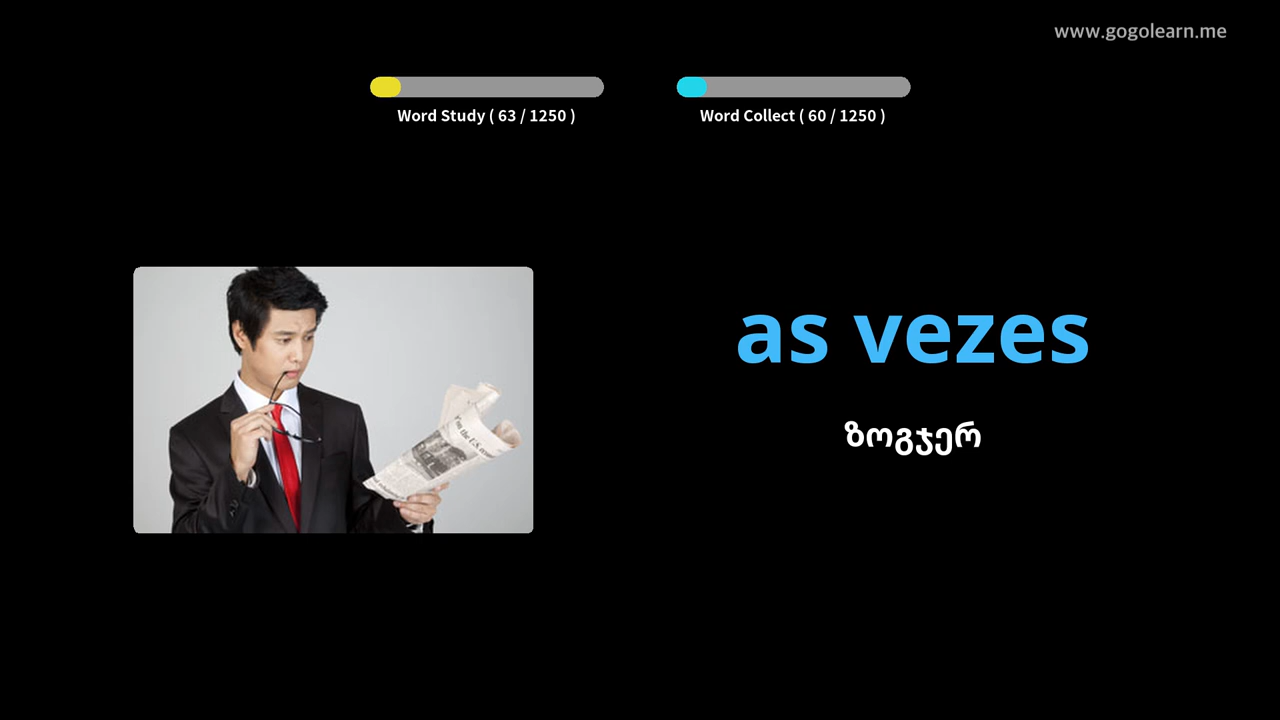 www.gogolearn.me
Word Study ( 63 / 1250 )
Word Collect ( 60 / 1250 )
as vezes
ზოგჯერ